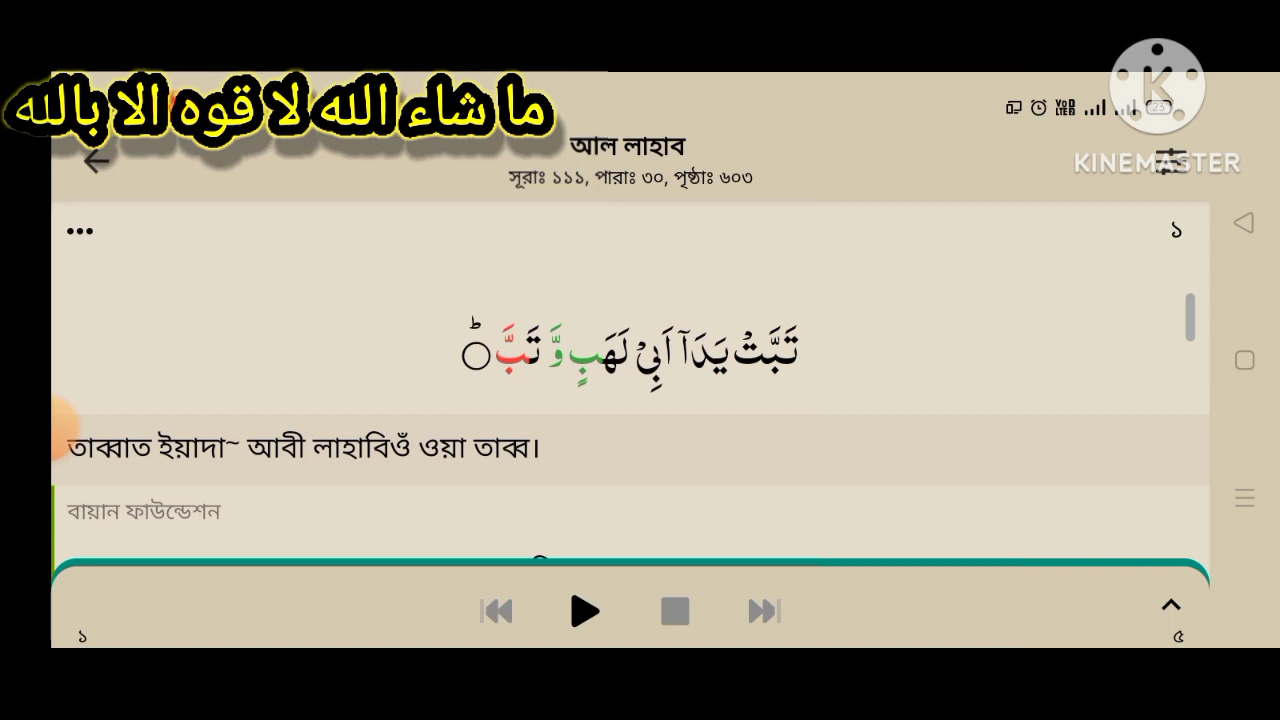 ما شاء الله لا قوه الا بالله
KINEMASTER
আল লাহাব
সূরাঃ ১১১, পারাঃ ৩০, পৃষ্ঠাঃ ৬০৩
১
تَبَّتْ يَدَآ اَبِيْ لَهَبٍ وَّ تَبَّ ؕ
তাব্বাত ইয়াদা~ আবী লাহাবিওঁ ওয়া তাব্ব।
বায়ান ফাউন্ডেশন
১
৫